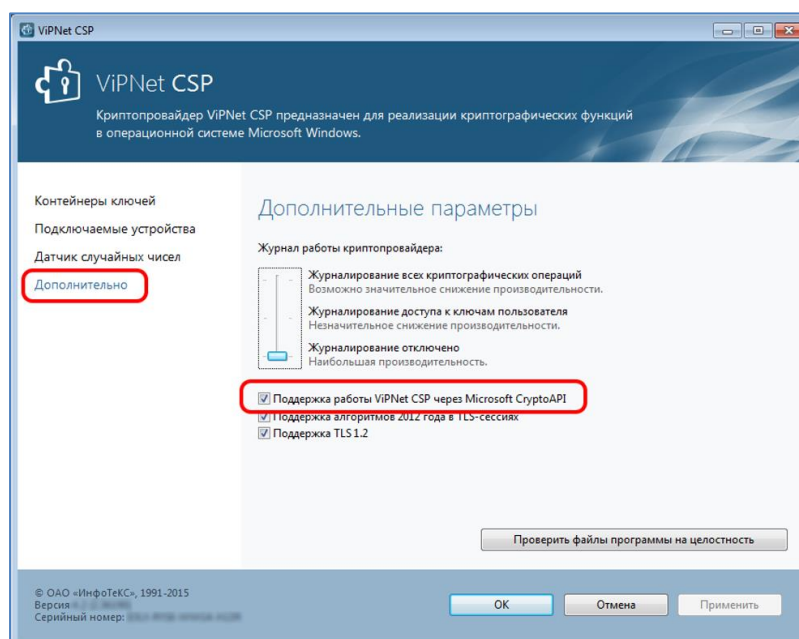 ViPNet CSP
ViPNet CSP
Криптопровайдер ViPNet CSP предназначен для реализации криптографических функций
в операционной системе Microsoft Windows.
Контейнеры ключей
Подключаемые устройства
Датчик случайных чисел
Дополнительно
Дополнительные параметры
Журнал работы криптопровайдера:
Журналирование всех криптографических операций
Возможно значительное снижение производительности.
Журналирование доступа к ключам пользователя
Незначительное снижение производительности.
Журналирование отключено
Наибольшая производительность.
Поддержка работы ViPNet CSP через Microsoft CryptoAPI
Поддержка алгоритмов 2012 года в TLS-сессиях
Поддержка TLS 1.2
Проверить файлы программы на целостность
© ОАО «ИнфоТеКС», 1991-2015
Версия
Серийный номер:
OK
Отмена
Применить